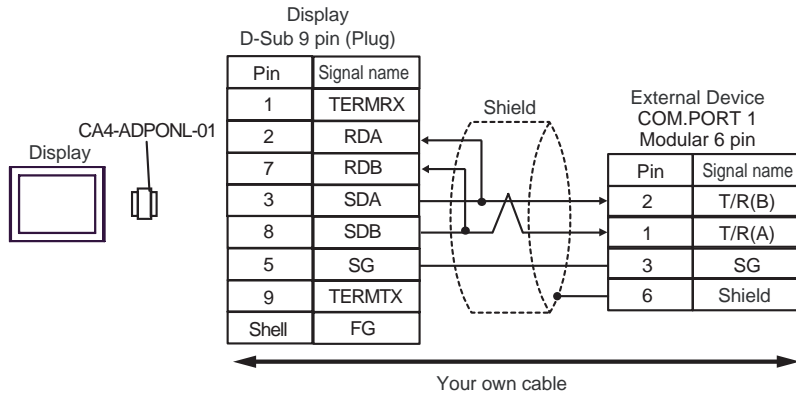 Display
D-Sub 9 pin (Plug)
Pin Signal name
1 TERMRX
2 RDA
7 RDB
3 SDA
8 SDB
5 SG
9 TERMTX
Shell FG
CA4-ADPONL-01
Display
Shield
External Device
COM.PORT 1
Modular 6 pin
Pin Signal name
2 T/R(B)
1 T/R(A)
3 SG
6 Shield
Your own cable